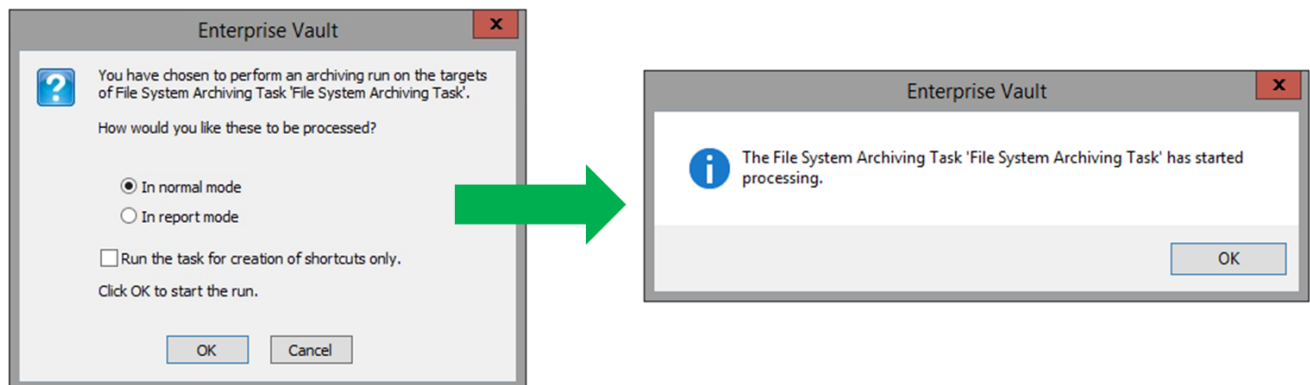 Enterprise Vault
x
You have chosen to perform an archiving run on the targets
of File System Archiving Task 'File System Archiving Task'.
How would you like these to be processed?
In normal mode
In report mode
Run the task for creation of shortcuts only.
Click OK to start the run.
OK
Cancel
Enterprise Vault
x
The File System Archiving Task 'File System Archiving Task' has started
processing.
OK